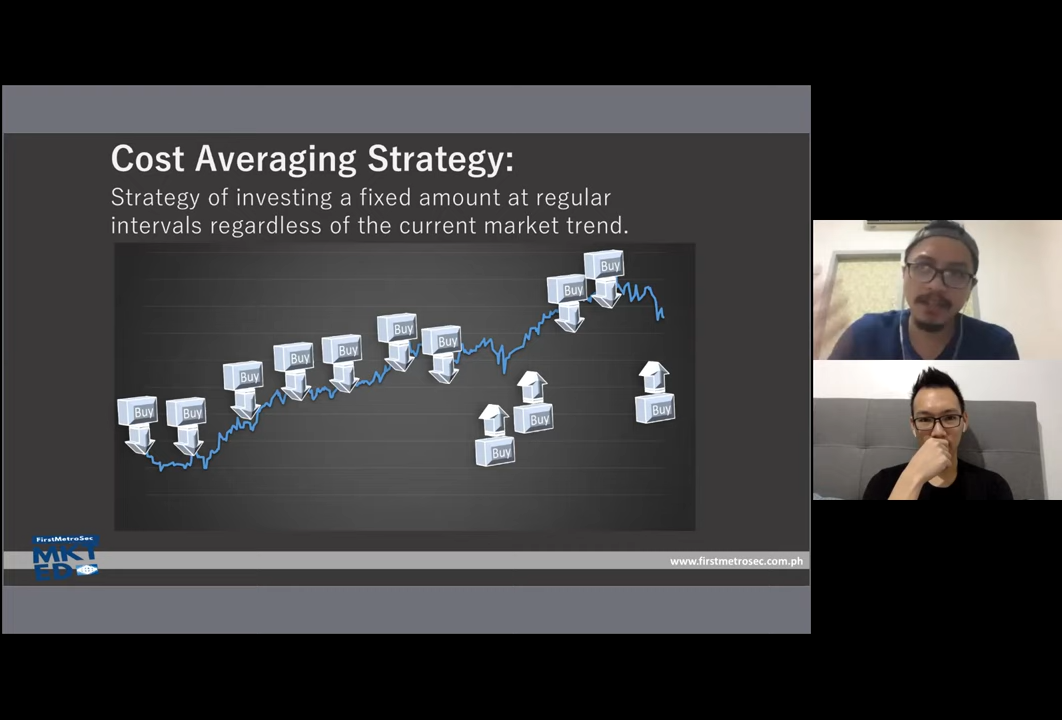 Cost Averaging Strategy:
Strategy of investing a fixed amount at regular
intervals regardless of the current market trend.
Buy
Buy
Buy
Buy
Buy
Buy
Buy
Buy
Buy
Buy
Buy
Buy
FirstMetroSec
MKT
ED
www.firstmetrosec.com.ph